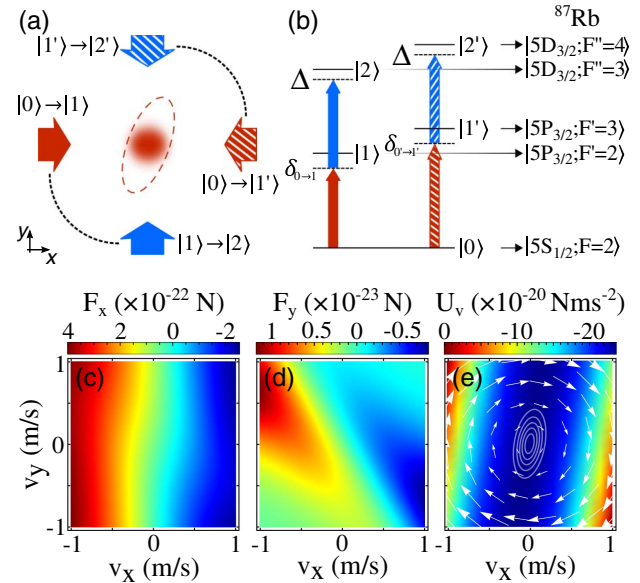 (a)
|1'⟩→|2'⟩
|0⟩→|1⟩
|0⟩→|1'⟩
|1⟩→|2⟩
y
x
(b)
⁸⁷Rb
|2'⟩
|5D₃/₂;F"=4⟩
Δ
|2⟩
Δ
|5D₃/₂;F"=3⟩
|1'⟩
|5P₃/₂;F'=3⟩
|1⟩
δ₀→₁
δ₀'→₁'
|5P₃/₂;F'=2⟩
|0⟩
|5S₁/₂;F=2⟩
Fₓ (×10⁻²² N)
4 2 0 -2
(c)
1
0
-1
v_y (m/s)
-1 0 1
vₓ (m/s)
F_y (×10⁻²³ N)
1 0.5 0 -0.5
(d)
-1 0 1
vₓ (m/s)
Uᵥ (×10⁻²⁰ Nms⁻²)
0 -10 -20
(e)
-1 0 1
vₓ (m/s)